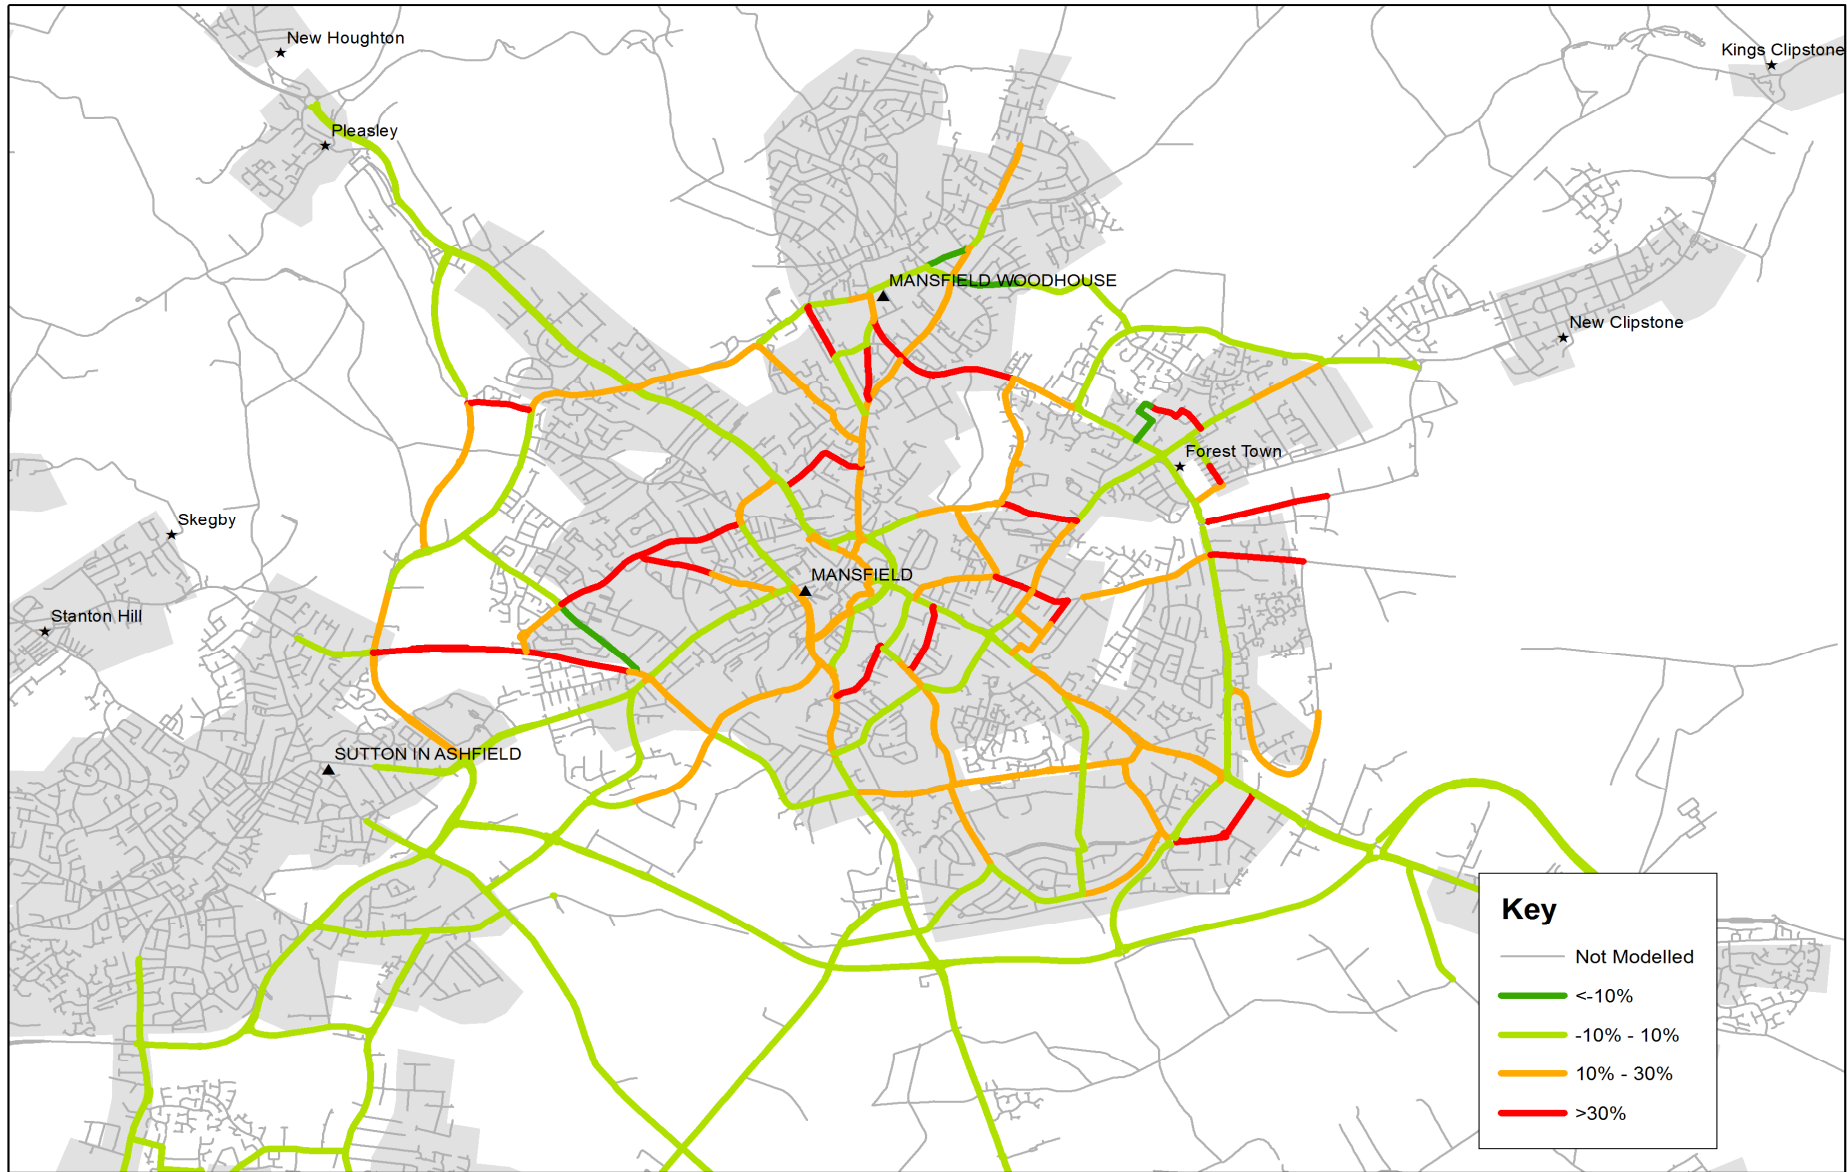 New Houghton
Kings Clipstone
Pleasley
MANSFIELD WOODHOUSE
New Clipstone
Forest Town
Skegby
MANSFIELD
Stanton Hill
SUTTON IN ASHFIELD
Key
Not Modelled
<-10%
-10% - 10%
10% - 30%
>30%